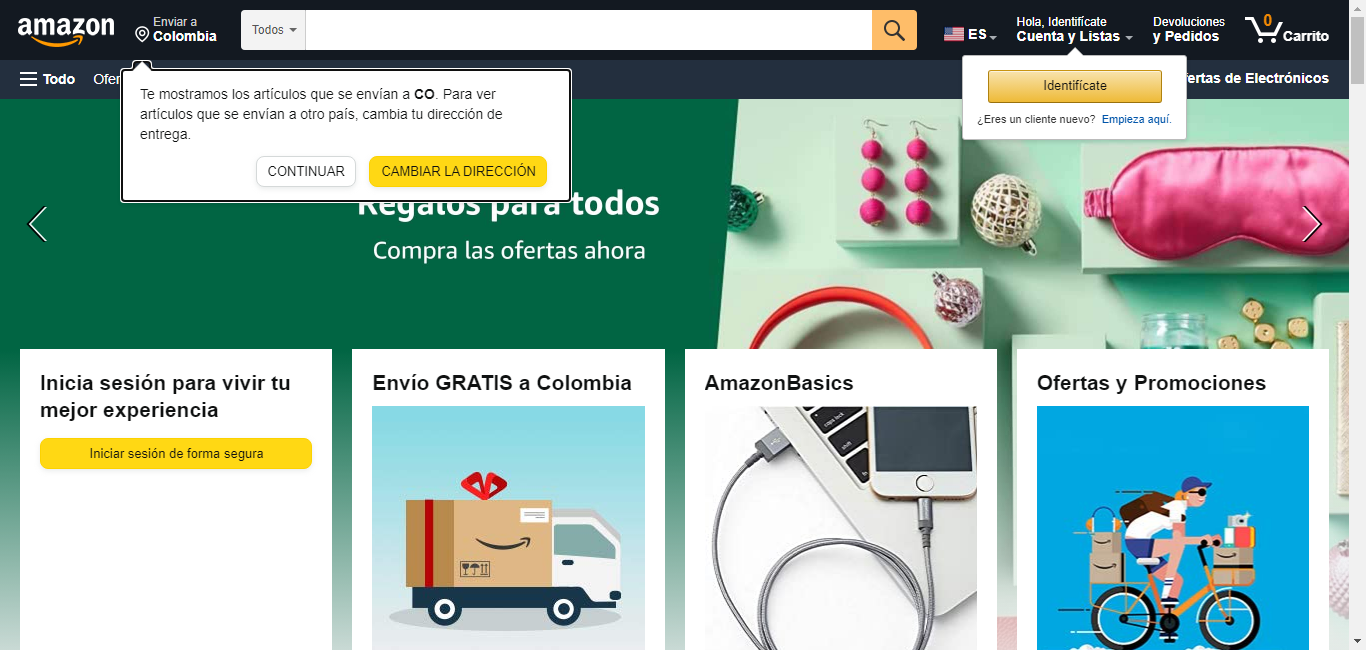 amazon
Enviar a
Colombia
Todos
ES
Hola, Identifícate
Cuenta y Listas
Devoluciones
y Pedidos
0
Carrito
Todo
Ofer
fertas de Electrónicos
Te mostramos los artículos que se envían a CO. Para ver
artículos que se envían a otro país, cambia tu dirección de
entrega.
CONTINUAR
CAMBIAR LA DIRECCIÓN
Identifícate
¿Eres un cliente nuevo? Empieza aquí.
Regalos para todos
Compra las ofertas ahora
Inicia sesión para vivir tu
mejor experiencia
Iniciar sesión de forma segura
Envío GRATIS a Colombia
AmazonBasics
caps lock
shift
Ofertas y Promociones